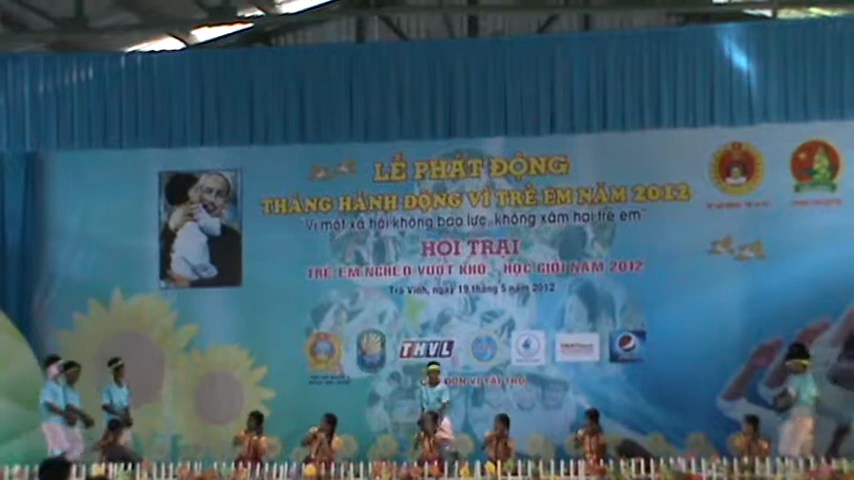 LỄ PHÁT ĐỘNG
THÁNG HÀNH ĐỘNG VÌ TRẺ EM NĂM 2012
"Vì một xã hội không bạo lực, không xâm hại trẻ em"
HỘI TRẠI
TRẺ EM NGHÈO VƯỢT KHÓ - HỌC GIỎI NĂM 2012
Trà Vinh, ngày 19 tháng 5 năm 2012
THVL
pepsi
CÁC ĐƠN VỊ TÀI TRỢ